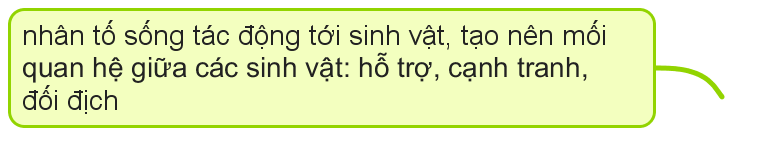 nhân tố sống tác động tới sinh vật, tạo nên mối
quan hệ giữa các sinh vật: hỗ trợ, cạnh tranh,
đối địch